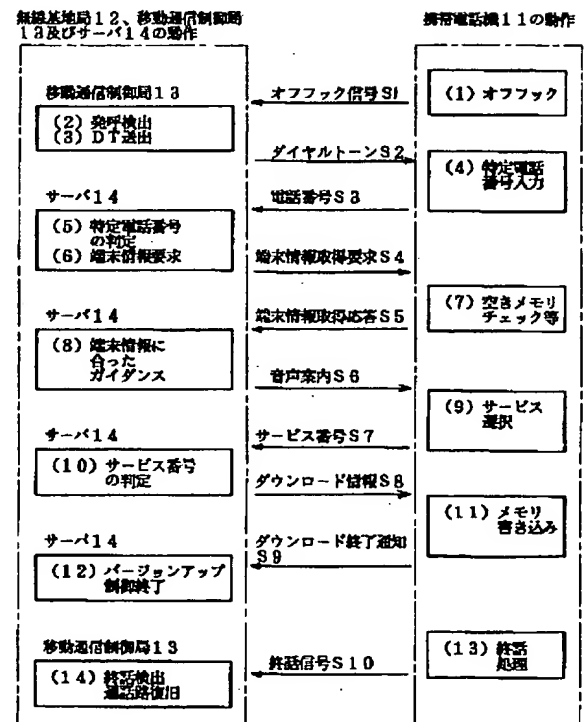 無線基地局１２、移動通信制御局
１３及びサーバ１４の動作
携帯電話機１１の動作
移動通信制御局１３
オフフック信号Ｓ１
（１）オフフック
（２）発呼検出
（３）ＤＴ送出
ダイヤルトーンＳ２
（４）特定電話
番号入力
サーバ１４
電話番号Ｓ３
（５）特定電話番号
の判定
（６）端末情報要求
端末情報取得要求Ｓ４
（７）空きメモリ
チェック等
サーバ１４
端末情報取得応答Ｓ５
（８）端末情報に
合った
ガイダンス
音声案内Ｓ６
（９）サービス
選択
サーバ１４
サービス番号Ｓ７
（１０）サービス番号
の判定
ダウンロード情報Ｓ８
（１１）メモリ
書き込み
サーバ１４
ダウンロード終了通知
Ｓ９
（１２）バージョンアップ
制御終了
移動通信制御局１３
終話信号Ｓ１０
（１３）終話
処理
（１４）終話検出
通話路復旧